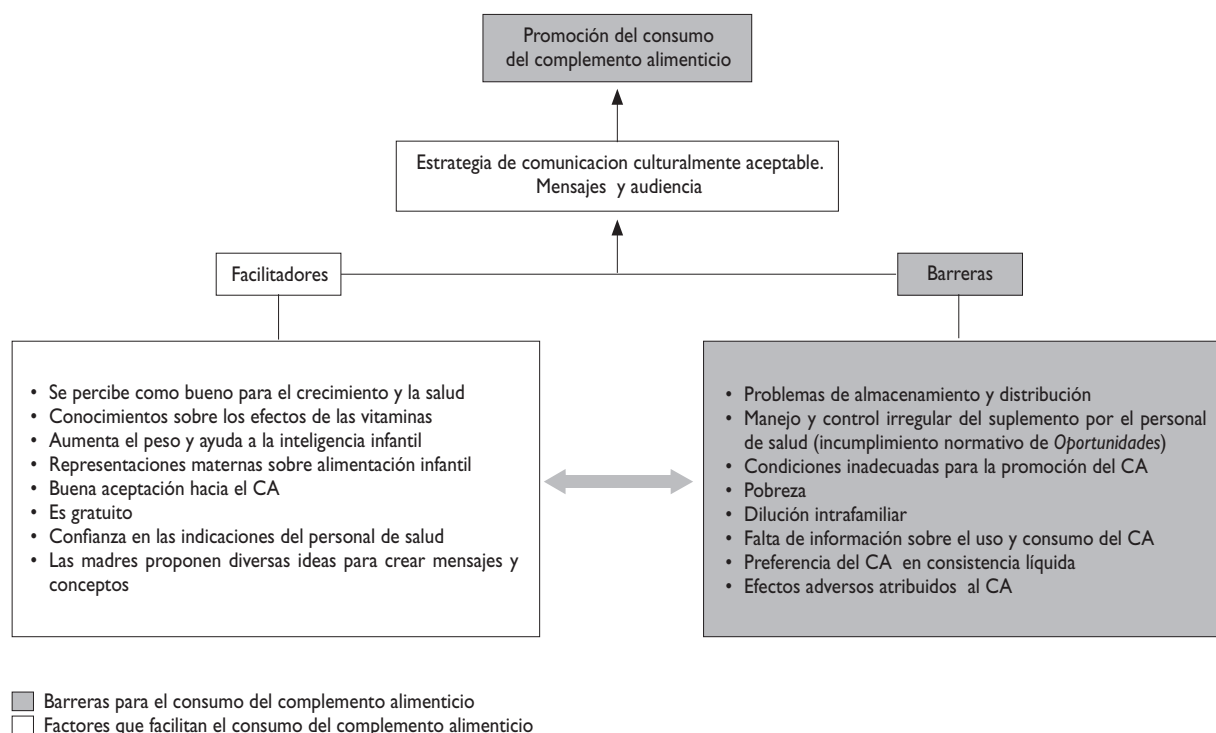 Promoción del consumo
del complemento alimenticio
Estrategia de comunicacion culturalmente aceptable.
Mensajes y audiencia
Facilitadores
Barreras
• Se percibe como bueno para el crecimiento y la salud
• Conocimientos sobre los efectos de las vitaminas
• Aumenta el peso y ayuda a la inteligencia infantil
• Representaciones maternas sobre alimentación infantil
• Buena aceptación hacia el CA
• Es gratuito
• Confianza en las indicaciones del personal de salud
• Las madres proponen diversas ideas para crear mensajes y
conceptos
• Problemas de almacenamiento y distribución
• Manejo y control irregular del suplemento por el personal
de salud (incumplimiento normativo de Oportunidades)
• Condiciones inadecuadas para la promoción del CA
• Pobreza
• Dilución intrafamiliar
• Falta de información sobre el uso y consumo del CA
• Preferencia del CA en consistencia líquida
• Efectos adversos atribuidos al CA
Barreras para el consumo del complemento alimenticio
Factores que facilitan el consumo del complemento alimenticio